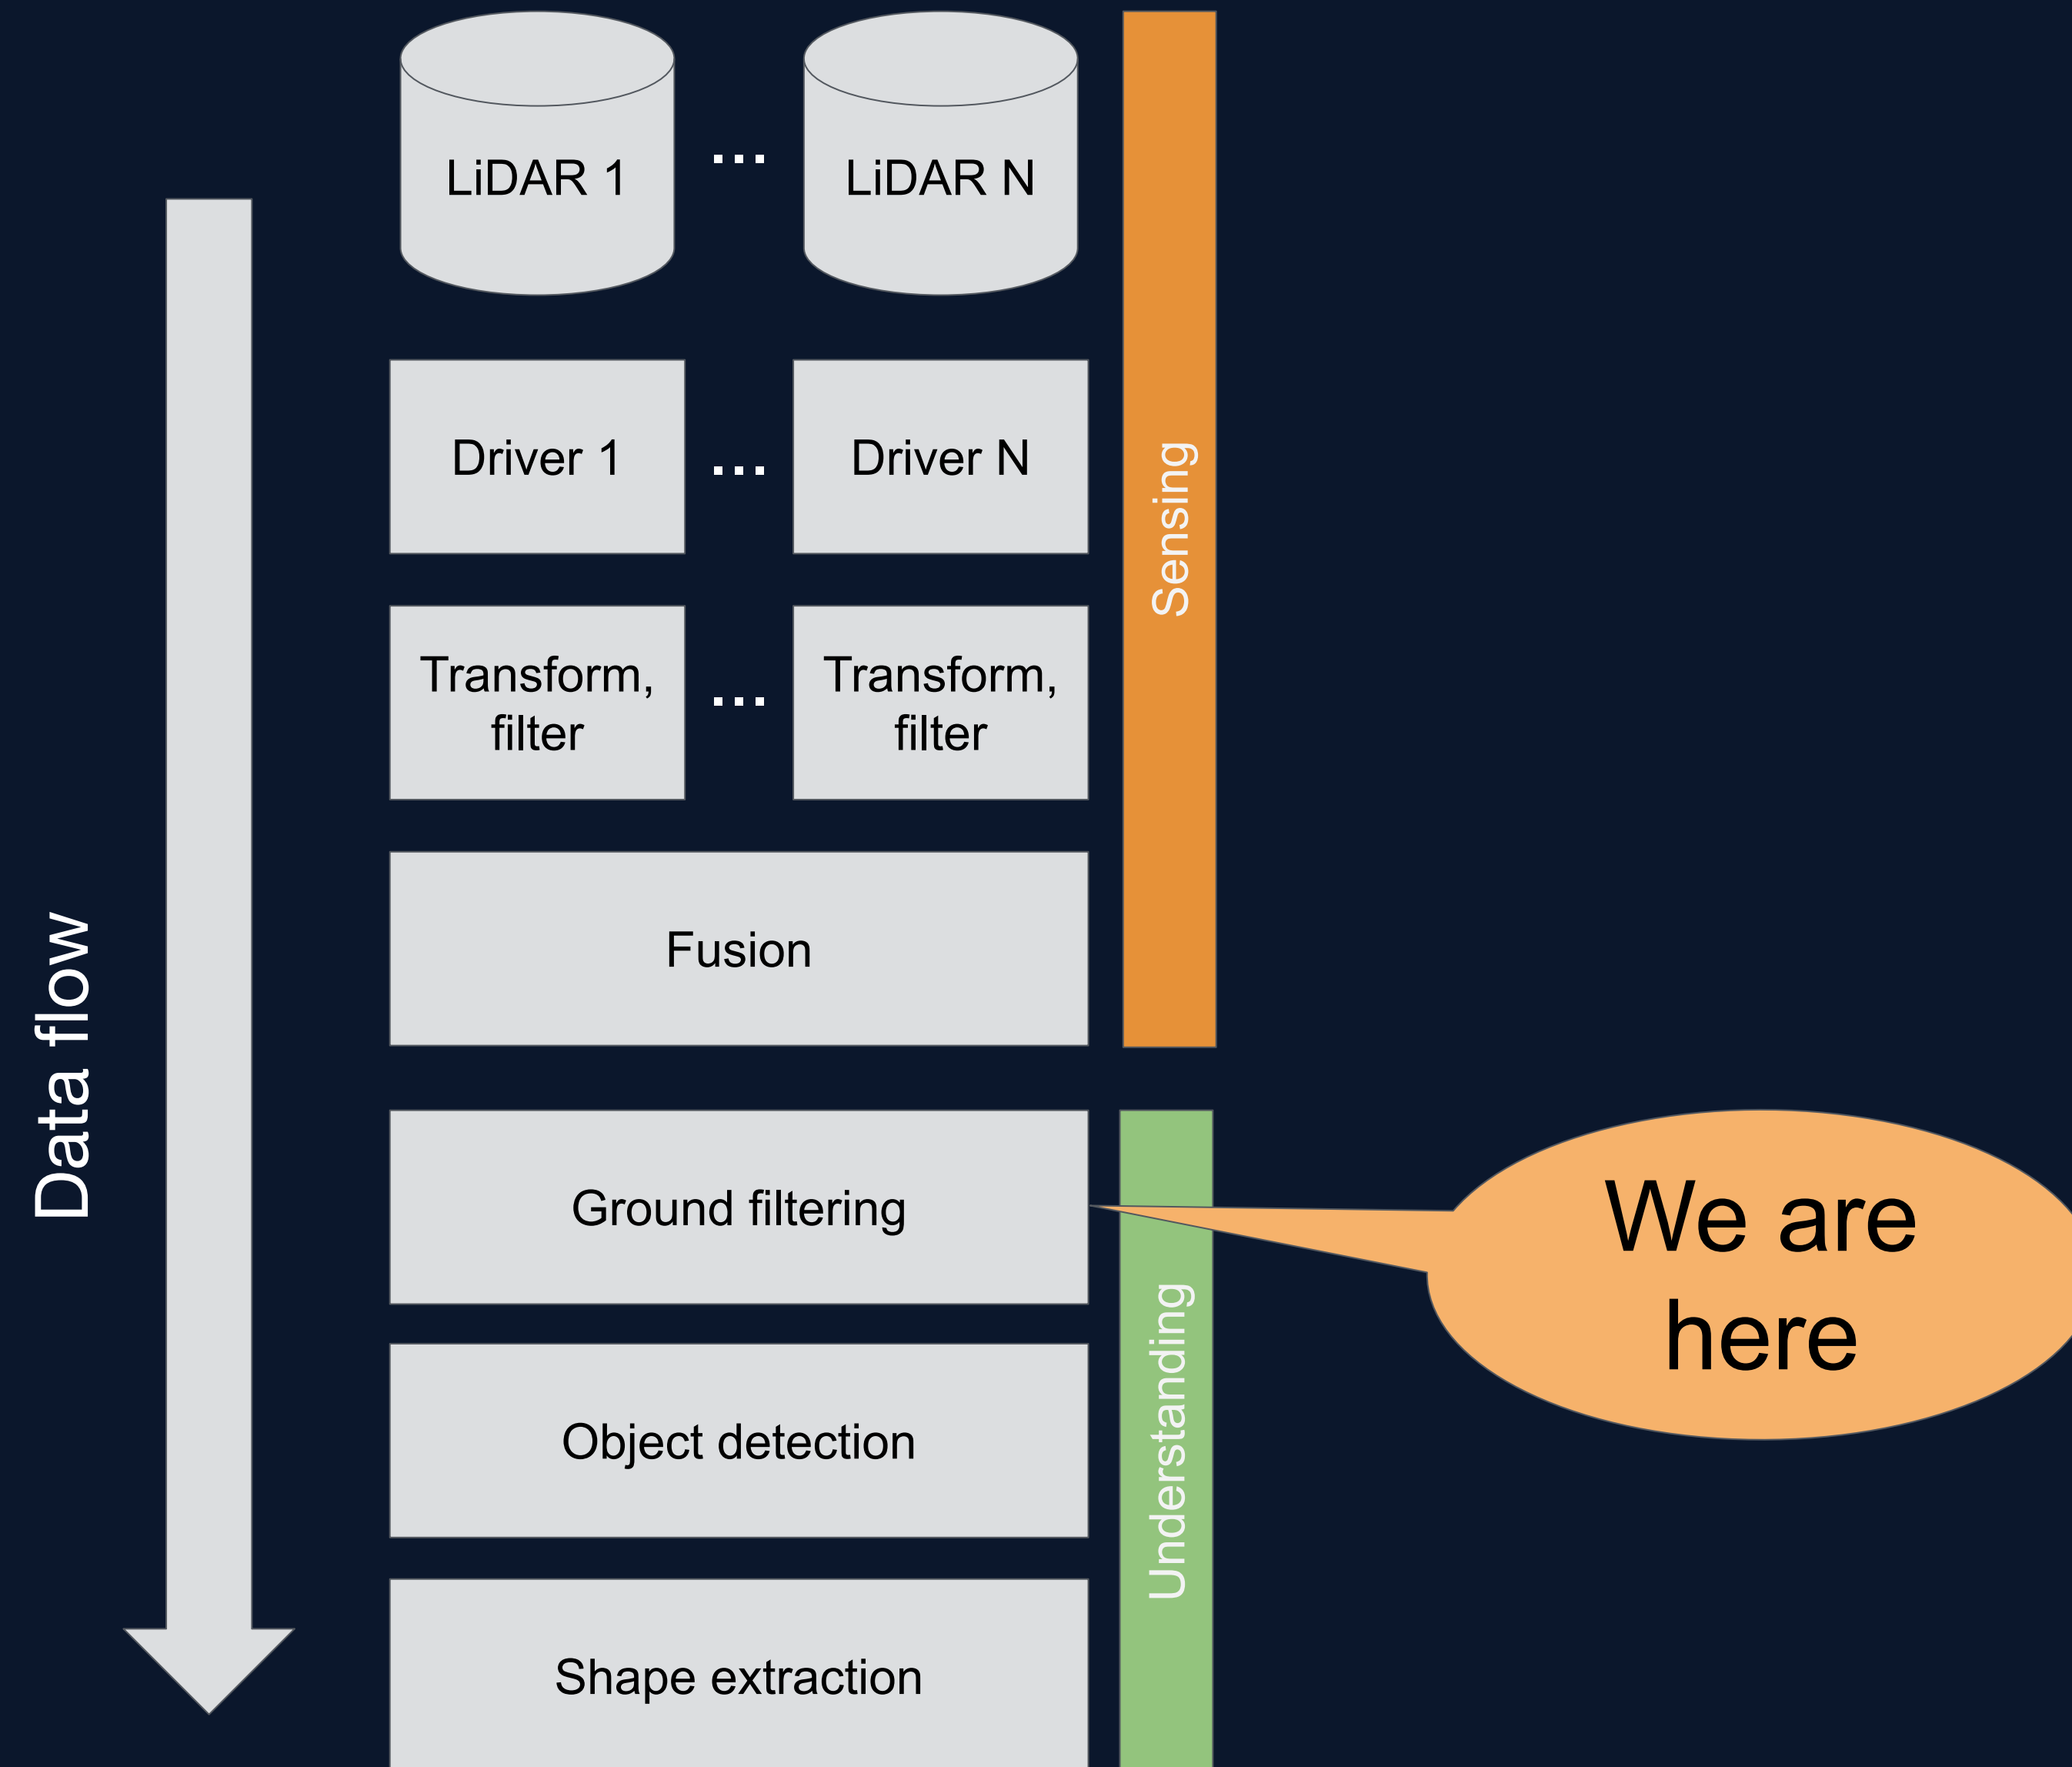 LiDAR 1
...
LiDAR N
Driver 1
...
Driver N
Transform,
filter
...
Transform,
filter
Sensing
Fusion
Data flow
Ground filtering
We are
here
Object detection
Understanding
Shape extraction